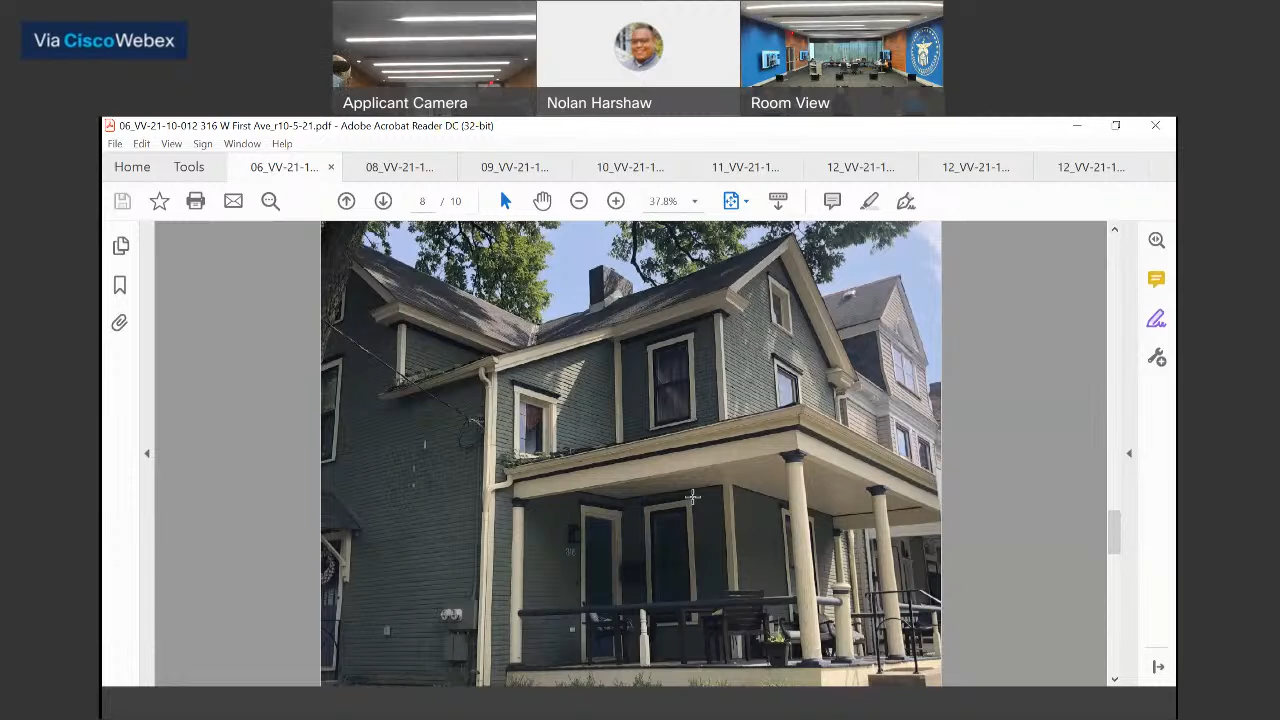 Via Cisco Webex
Applicant Camera
Nolan Harshaw
Room View
06_VV-21-10-012 316 W First Ave_r10-5-21.pdf - Adobe Acrobat Reader DC (32-bit)
File Edit View Sign Window Help
Home Tools 06_VV-21-1... × 08_VV-21-1... 09_VV-21-1... 10_VV-21-1... 11_VV-21-1... 12_VV-21-1... 12_VV-21-1... 12_VV-21-1...
8 / 10 37.8%